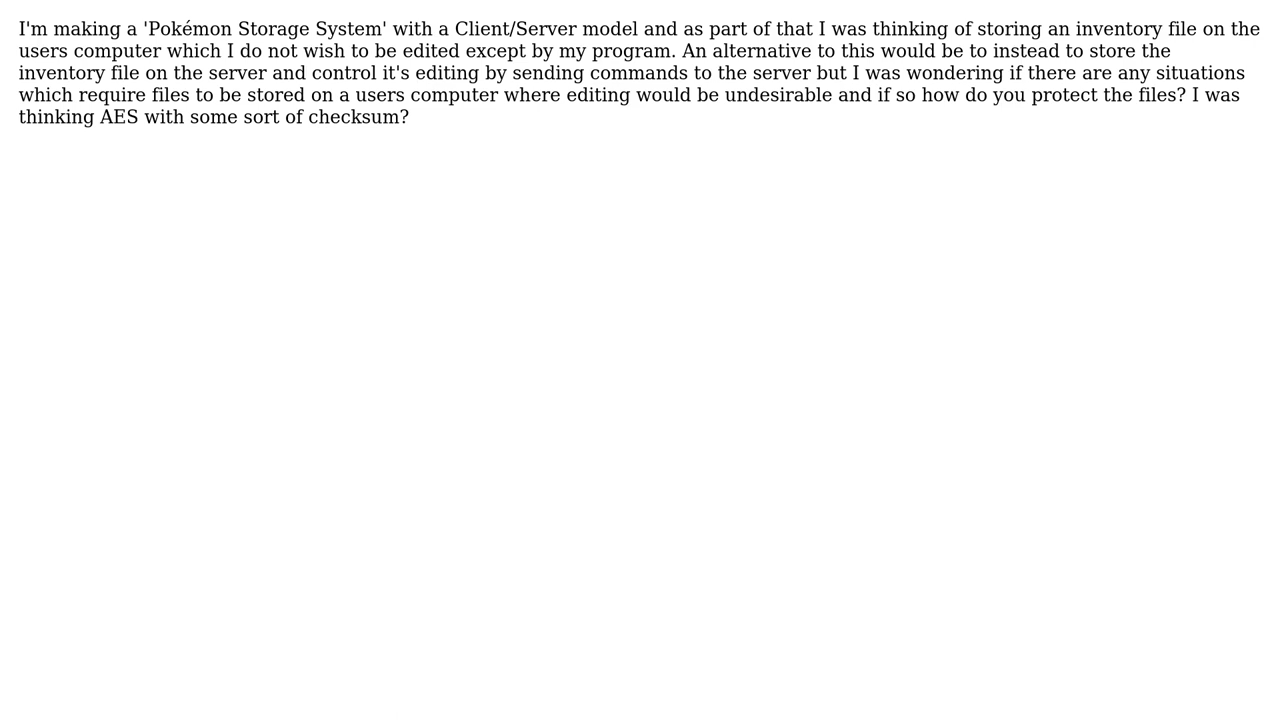 I'm making a 'Pokémon Storage System' with a Client/Server model and as part of that I was thinking of storing an inventory file on the
users computer which I do not wish to be edited except by my program. An alternative to this would be to instead to store the
inventory file on the server and control it's editing by sending commands to the server but I was wondering if there are any situations
which require files to be stored on a users computer where editing would be undesirable and if so how do you protect the files? I was
thinking AES with some sort of checksum?